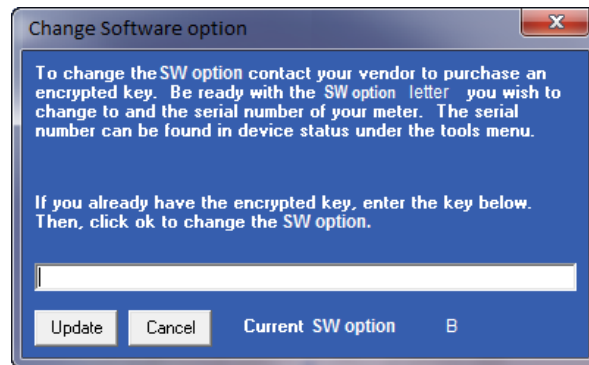 Change Software option
To change the SW option contact your vendor to purchase an
encrypted key. Be ready with the SW option letter you wish to
change to and the serial number of your meter. The serial
number can be found in device status under the tools menu.
If you already have the encrypted key, enter the key below.
Then, click ok to change the SW option.
Update Cancel Current SW option B